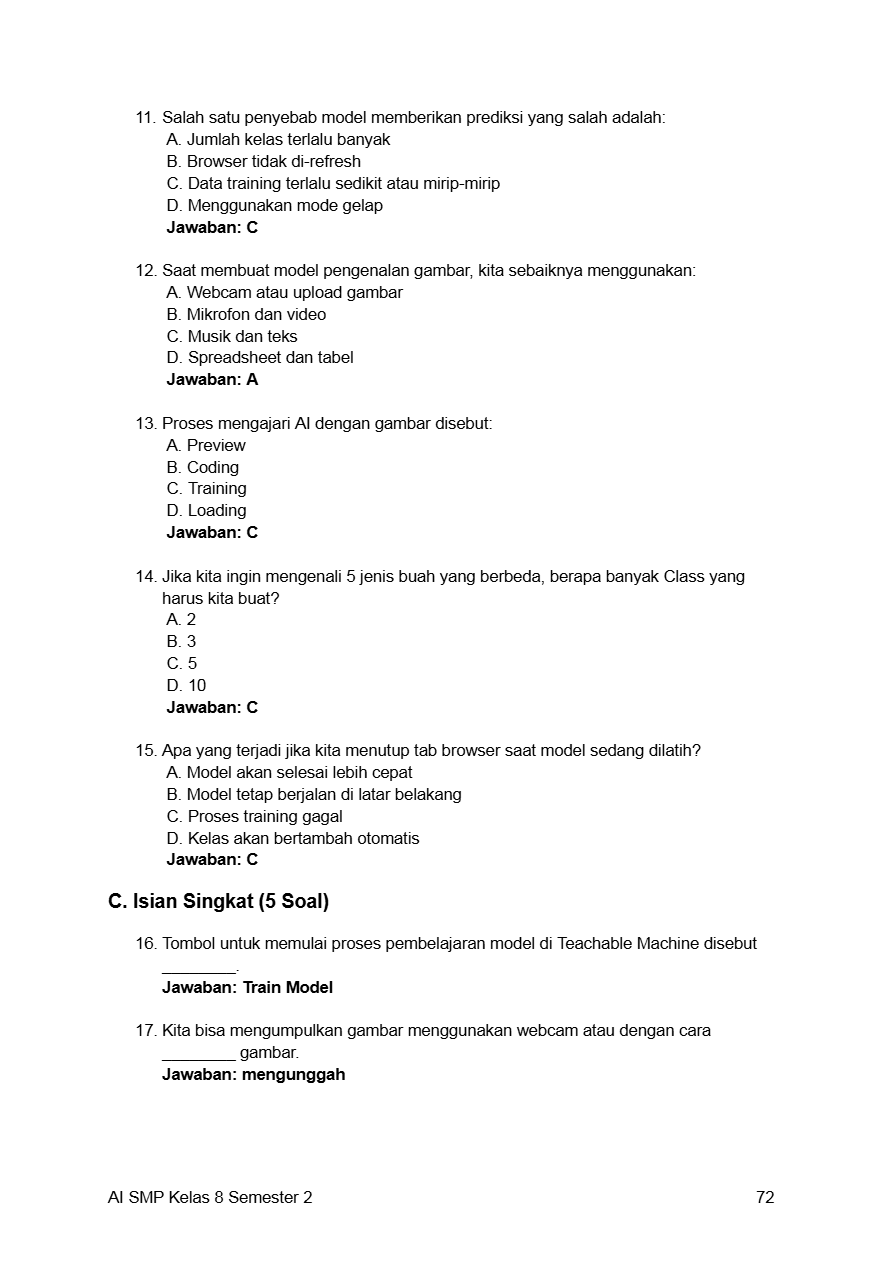 11. Salah satu penyebab model memberikan prediksi yang salah adalah:
A. Jumlah kelas terlalu banyak
B. Browser tidak di-refresh
C. Data training terlalu sedikit atau mirip-mirip
D. Menggunakan mode gelap
Jawaban: C
12. Saat membuat model pengenalan gambar, kita sebaiknya menggunakan:
A. Webcam atau upload gambar
B. Mikrofon dan video
C. Musik dan teks
D. Spreadsheet dan tabel
Jawaban: A
13. Proses mengajari AI dengan gambar disebut:
A. Preview
B. Coding
C. Training
D. Loading
Jawaban: C
14. Jika kita ingin mengenali 5 jenis buah yang berbeda, berapa banyak Class yang
harus kita buat?
A. 2
B. 3
C. 5
D. 10
Jawaban: C
15. Apa yang terjadi jika kita menutup tab browser saat model sedang dilatih?
A. Model akan selesai lebih cepat
B. Model tetap berjalan di latar belakang
C. Proses training gagal
D. Kelas akan bertambah otomatis
Jawaban: C
C. Isian Singkat (5 Soal)
16. Tombol untuk memulai proses pembelajaran model di Teachable Machine disebut
________.
Jawaban: Train Model
17. Kita bisa mengumpulkan gambar menggunakan webcam atau dengan cara
________ gambar.
Jawaban: mengunggah
AI SMP Kelas 8 Semester 2 72